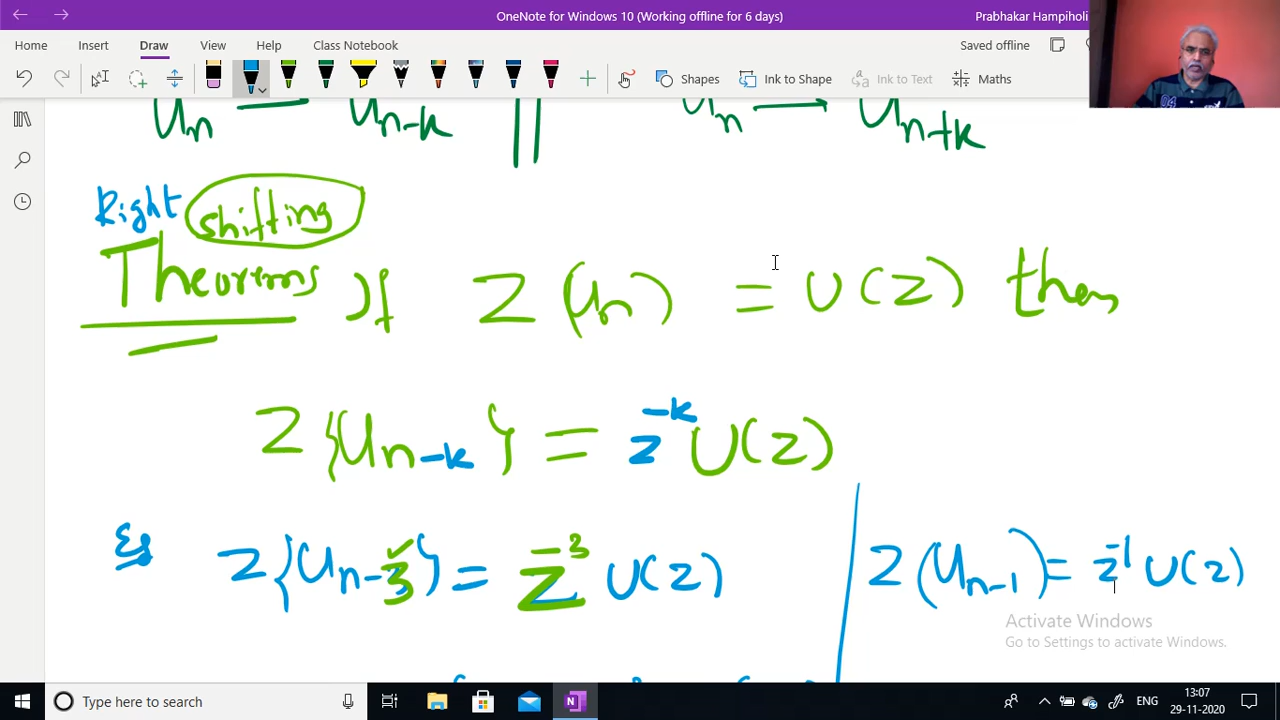 OneNote for Windows 10 (Working offline for 6 days)
Prabhakar Hampiholi
Home Insert Draw View Help Class Notebook
Saved offline
Shapes Ink to Shape Ink to Text Maths
Un → Un-k || Un → Un+k
Right shifting
Theorems If Z(un) = U(z) then
Z{un-k} = z^-k U(z)
Eg Z{un-3} = z^-3 U(z)
Z(un-1) = z^-1 U(z)
Activate Windows
Go to Settings to activate Windows.
Type here to search
ENG
13:07
29-11-2020